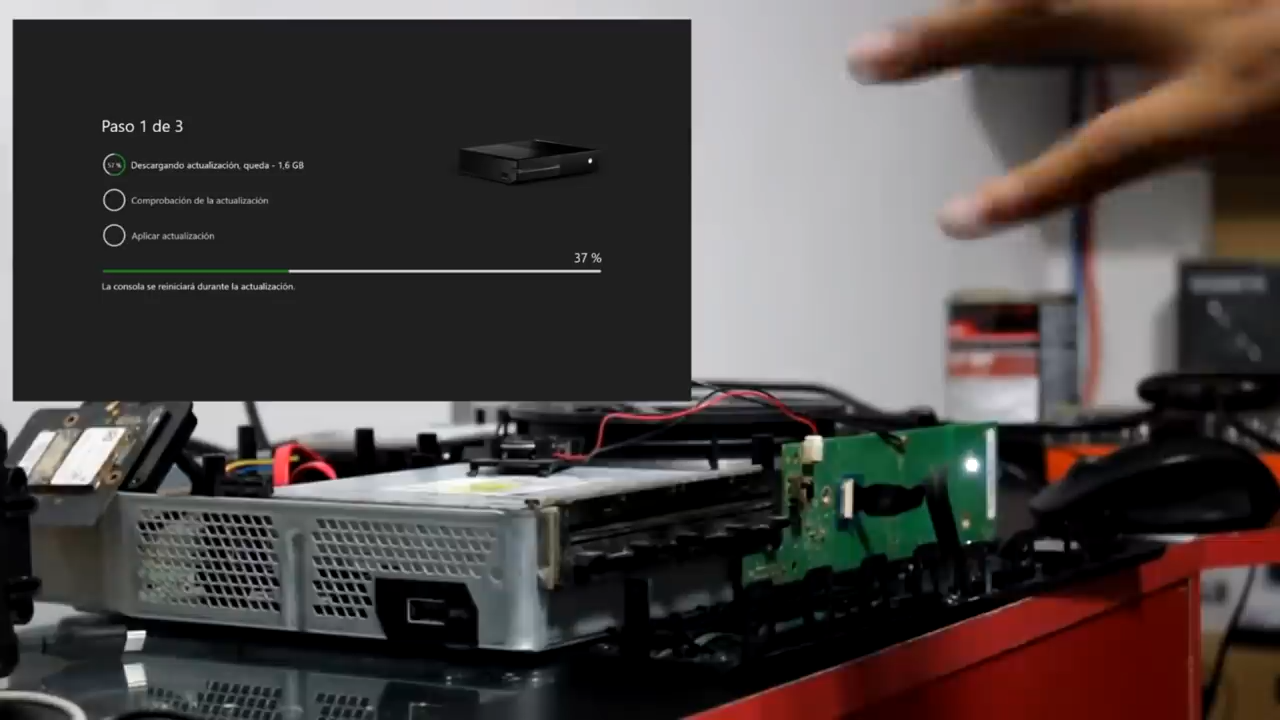 Paso 1 de 3
Descargando actualización, queda - 1,6 GB
Comprobación de la actualización
Aplicar actualización
37 %
La consola se reiniciará durante la actualización.